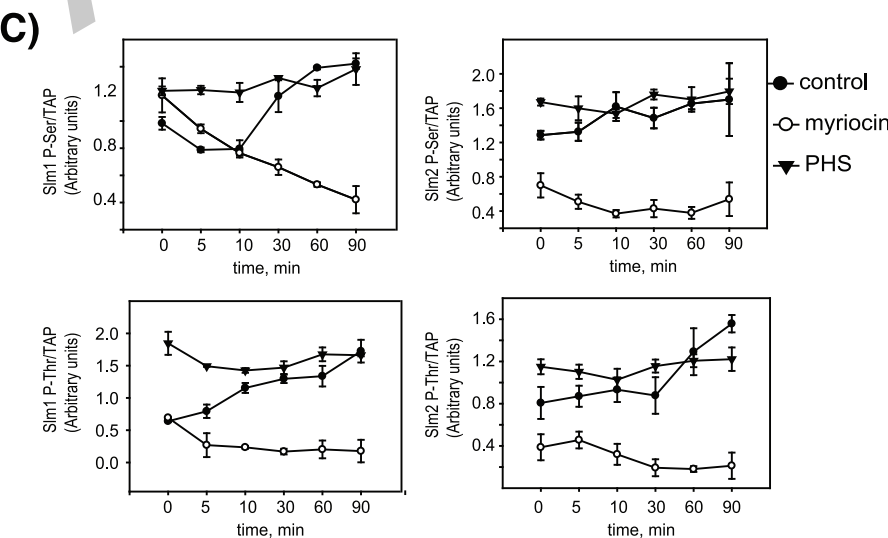 C)
Slm1 P-Ser/TAP
(Arbitrary units)
1.2
0.8
0.4
0 5 10 30 60 90
time, min
Slm2 P-Ser/TAP
(Arbitrary units)
2.0
1.6
1.2
0.8
0.4
0 5 10 30 60 90
time, min
control
myriocin
PHS
Slm1 P-Thr/TAP
(Arbitrary units)
2.0
1.5
1.0
0.5
0.0
0 5 10 30 60 90
time, min
Slm2 P-Thr/TAP
(Arbitrary units)
1.6
1.2
0.8
0.4
0 5 10 30 60 90
time, min